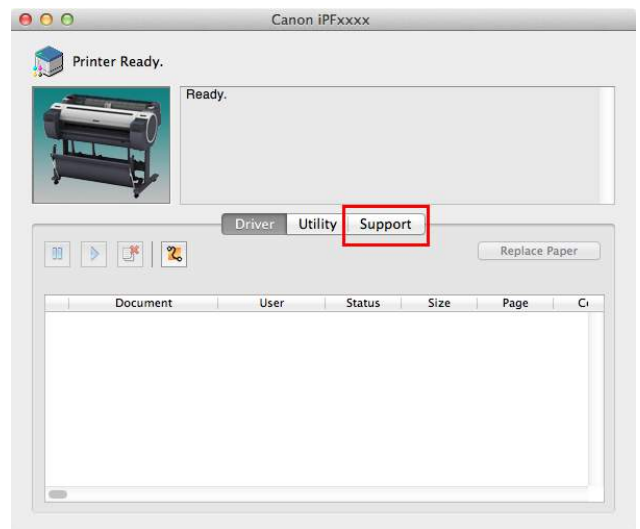 Canon iPFxxxx
Printer Ready.
Ready.
Driver Utility Support
Replace Paper
Document User Status Size Page